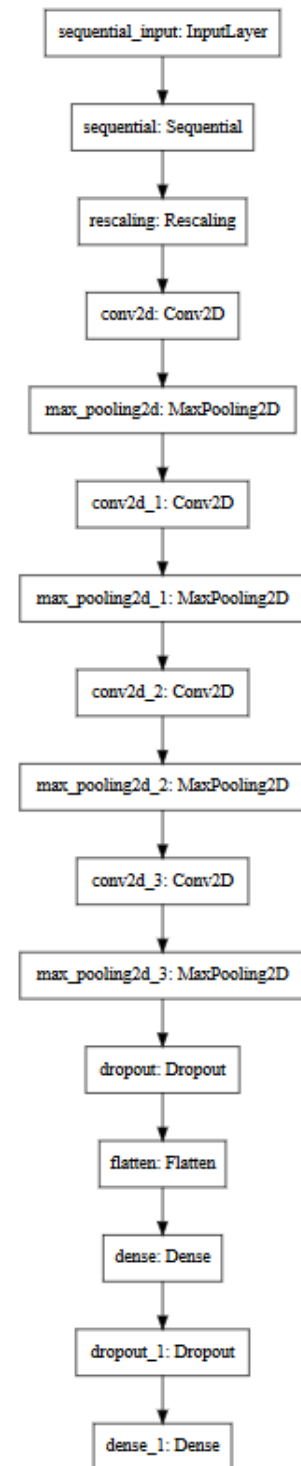 sequential_input: InputLayer
sequential: Sequential
rescaling: Rescaling
conv2d: Conv2D
max_pooling2d: MaxPooling2D
conv2d_1: Conv2D
max_pooling2d_1: MaxPooling2D
conv2d_2: Conv2D
max_pooling2d_2: MaxPooling2D
conv2d_3: Conv2D
max_pooling2d_3: MaxPooling2D
dropout: Dropout
flatten: Flatten
dense: Dense
dropout_1: Dropout
dense_1: Dense